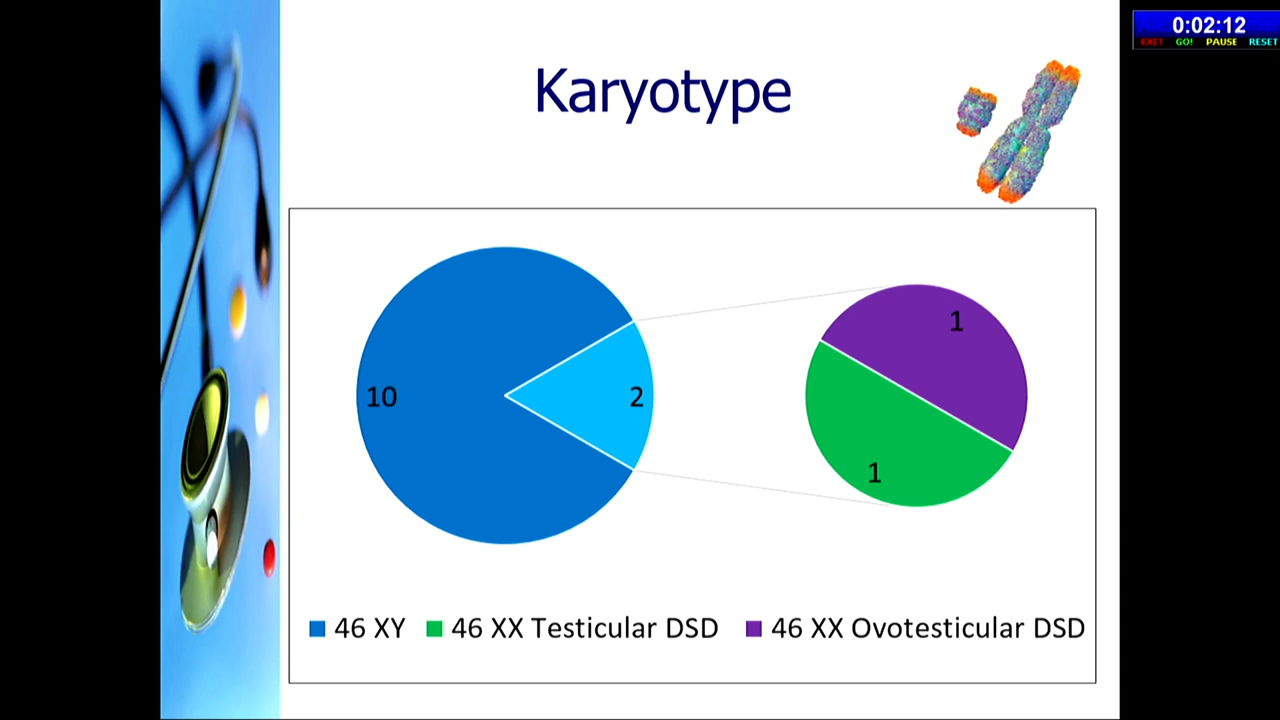 0:02:12
EXIT GO! PAUSE RESET
Karyotype
10
2
1
1
46 XY 46 XX Testicular DSD 46 XX Ovotesticular DSD